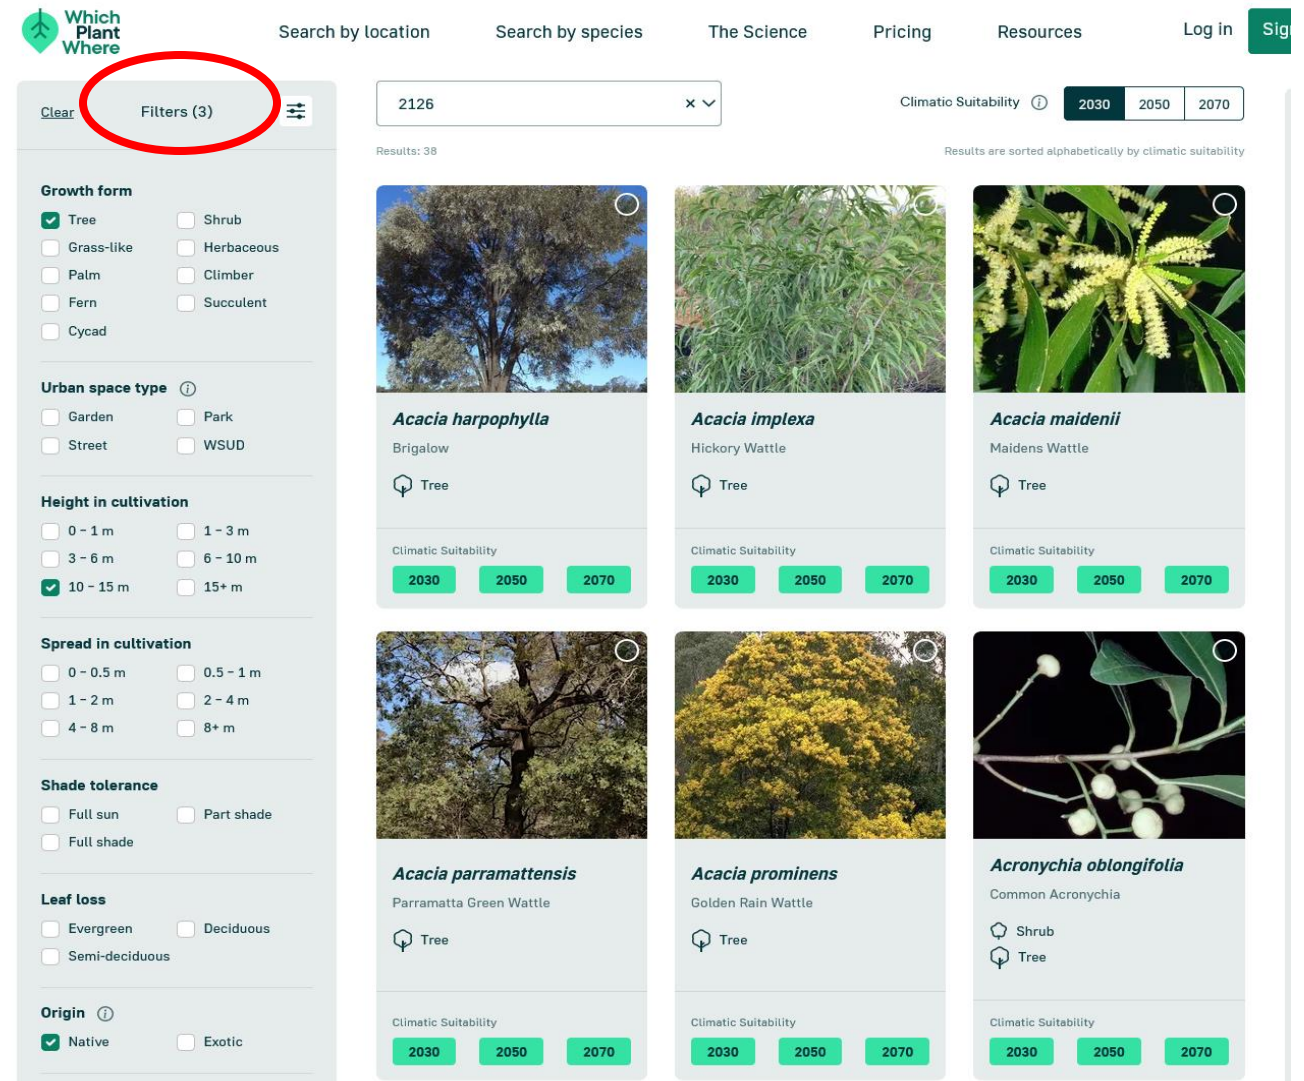 Which
Plant
Where
Search by location
Search by species
The Science
Pricing
Resources
Log in
Sig
Clear
Filters (3)
2126
Climatic Suitability
2030
2050
2070
Results: 38
Results are sorted alphabetically by climatic suitability
Growth form
Tree
Shrub
Grass-like
Herbaceous
Palm
Climber
Fern
Succulent
Cycad
Urban space type
Garden
Park
Street
WSUD
Height in cultivation
0 - 1 m
1 - 3 m
3 - 6 m
6 - 10 m
10 - 15 m
15+ m
Spread in cultivation
0 - 0.5 m
0.5 - 1 m
1 - 2 m
2 - 4 m
4 - 8 m
8+ m
Shade tolerance
Full sun
Part shade
Full shade
Leaf loss
Evergreen
Deciduous
Semi-deciduous
Origin
Native
Exotic
Acacia harpophylla
Brigalow
Tree
Climatic Suitability
2030 2050 2070
Acacia implexa
Hickory Wattle
Tree
Climatic Suitability
2030 2050 2070
Acacia maidenii
Maidens Wattle
Tree
Climatic Suitability
2030 2050 2070
Acacia parramattensis
Parramatta Green Wattle
Tree
Climatic Suitability
2030 2050 2070
Acacia prominens
Golden Rain Wattle
Tree
Climatic Suitability
2030 2050 2070
Acronychia oblongifolia
Common Acronychia
Shrub
Tree
Climatic Suitability
2030 2050 2070